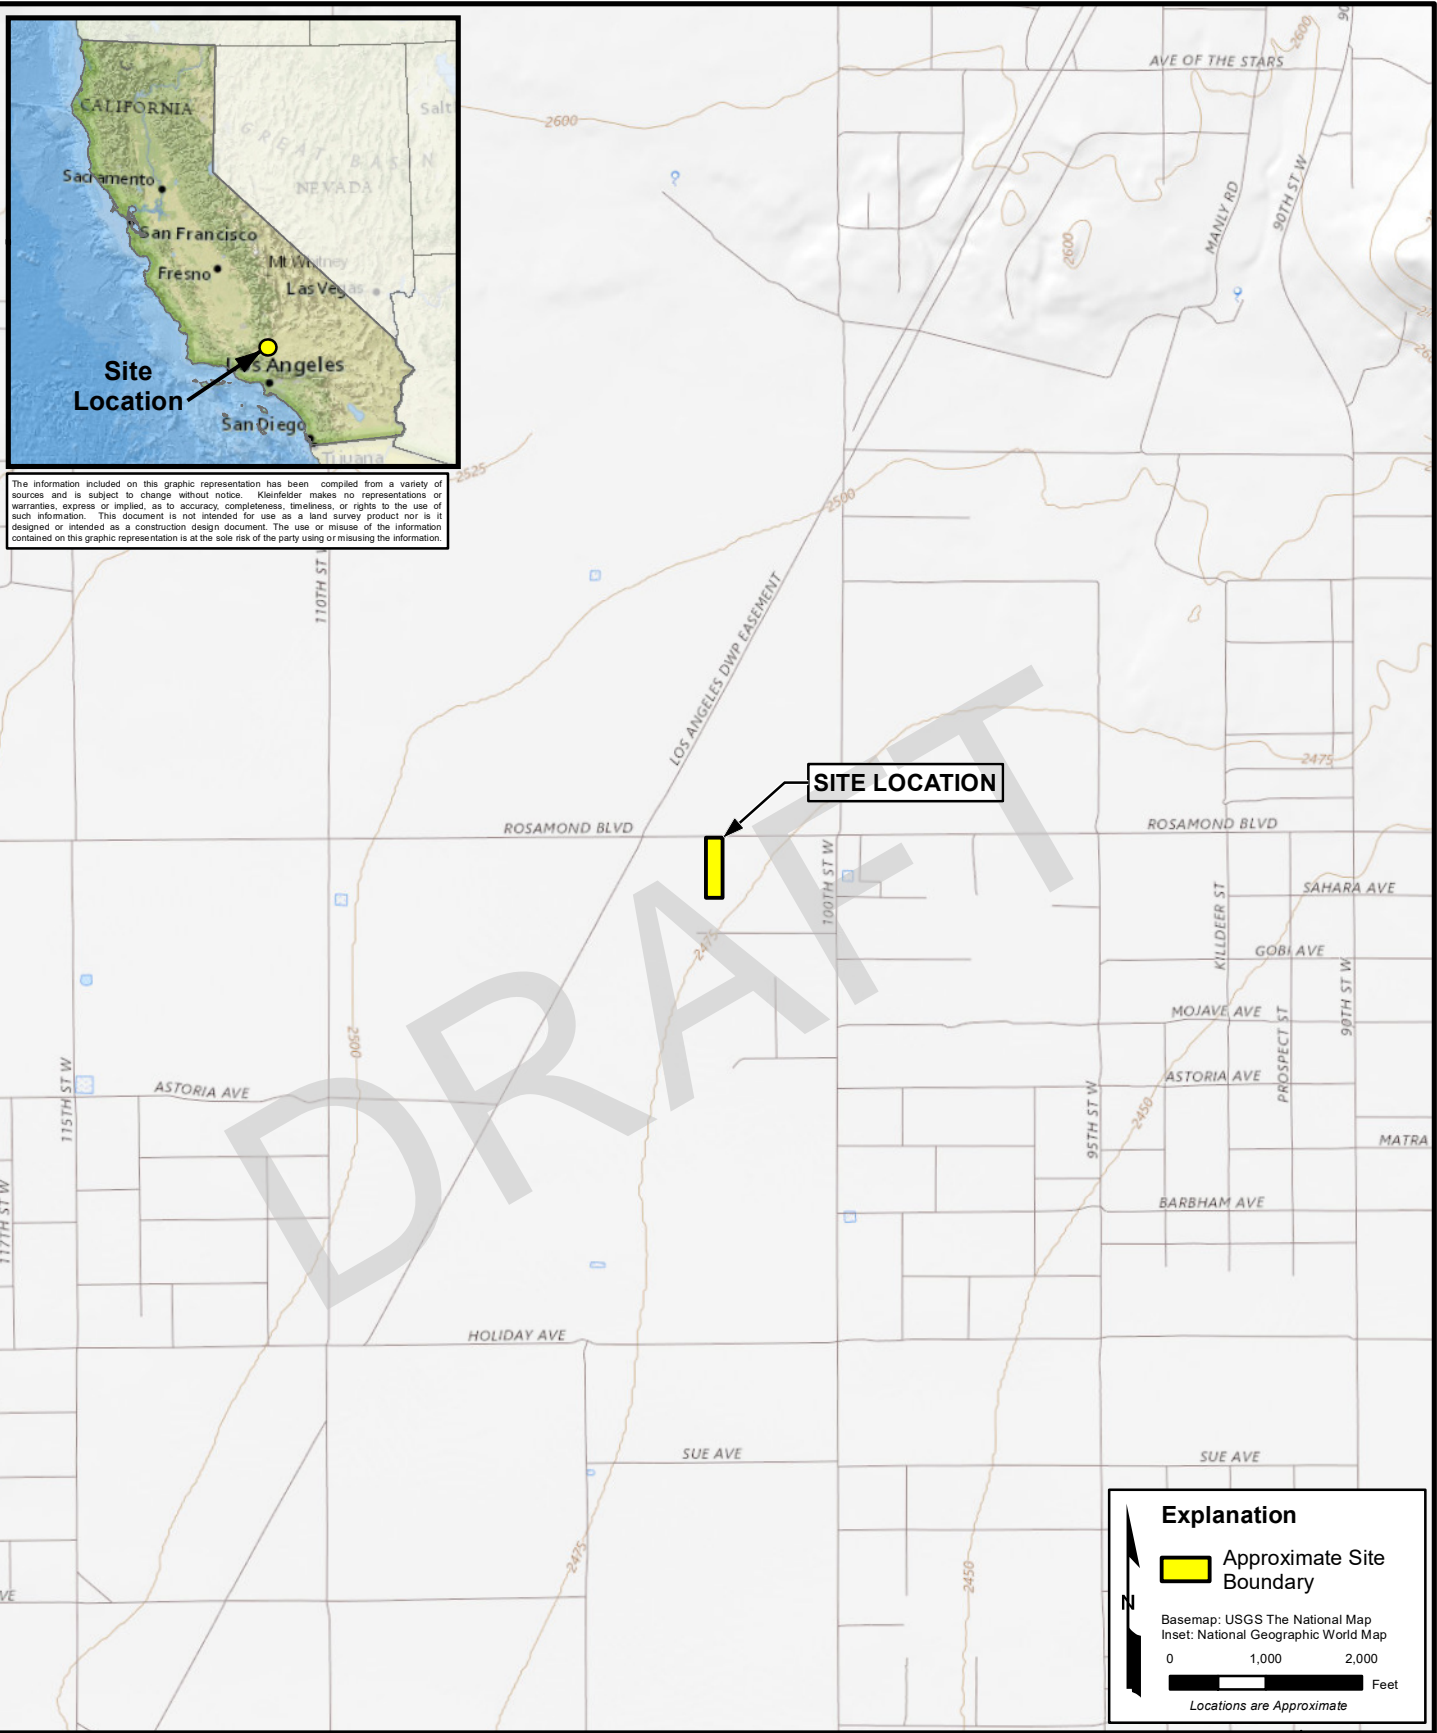 CALIFORNIA
Sacramento
San Francisco
Fresno
GREAT BASIN
NEVADA
Salt
Mt Whitney
Las Vegas
Los Angeles
San Diego
Tijuana
Site
Location
The information included on this graphic representation has been compiled from a variety of
sources and is subject to change without notice. Kleinfelder makes no representations or
warranties, express or implied, as to accuracy, completeness, timeliness, or rights to the use of
such information. This document is not intended for use as a land survey product nor is it
designed or intended as a construction design document. The use or misuse of the information
contained on this graphic representation is at the sole risk of the party using or misusing the information.
2600
AVE OF THE STARS
2600
90
MANLY RD
90TH ST W
2600
2525
2500
110TH ST W
LOS ANGELES DWP EASEMENT
SITE LOCATION
2475
ROSAMOND BLVD
ROSAMOND BLVD
DRAFT
100TH ST W
2475
KILLDEER ST
SAHARA AVE
GOBI AVE
90TH ST W
MOJAVE AVE
PROSPECT ST
2500
115TH ST W
ASTORIA AVE
ASTORIA AVE
95TH ST W
2450
MATRA
117TH ST W
BARBHAM AVE
HOLIDAY AVE
SUE AVE
SUE AVE
2475
2450
VE
Explanation
Approximate Site
Boundary
N
Basemap: USGS The National Map
Inset: National Geographic World Map
0 1,000 2,000
Feet
Locations are Approximate